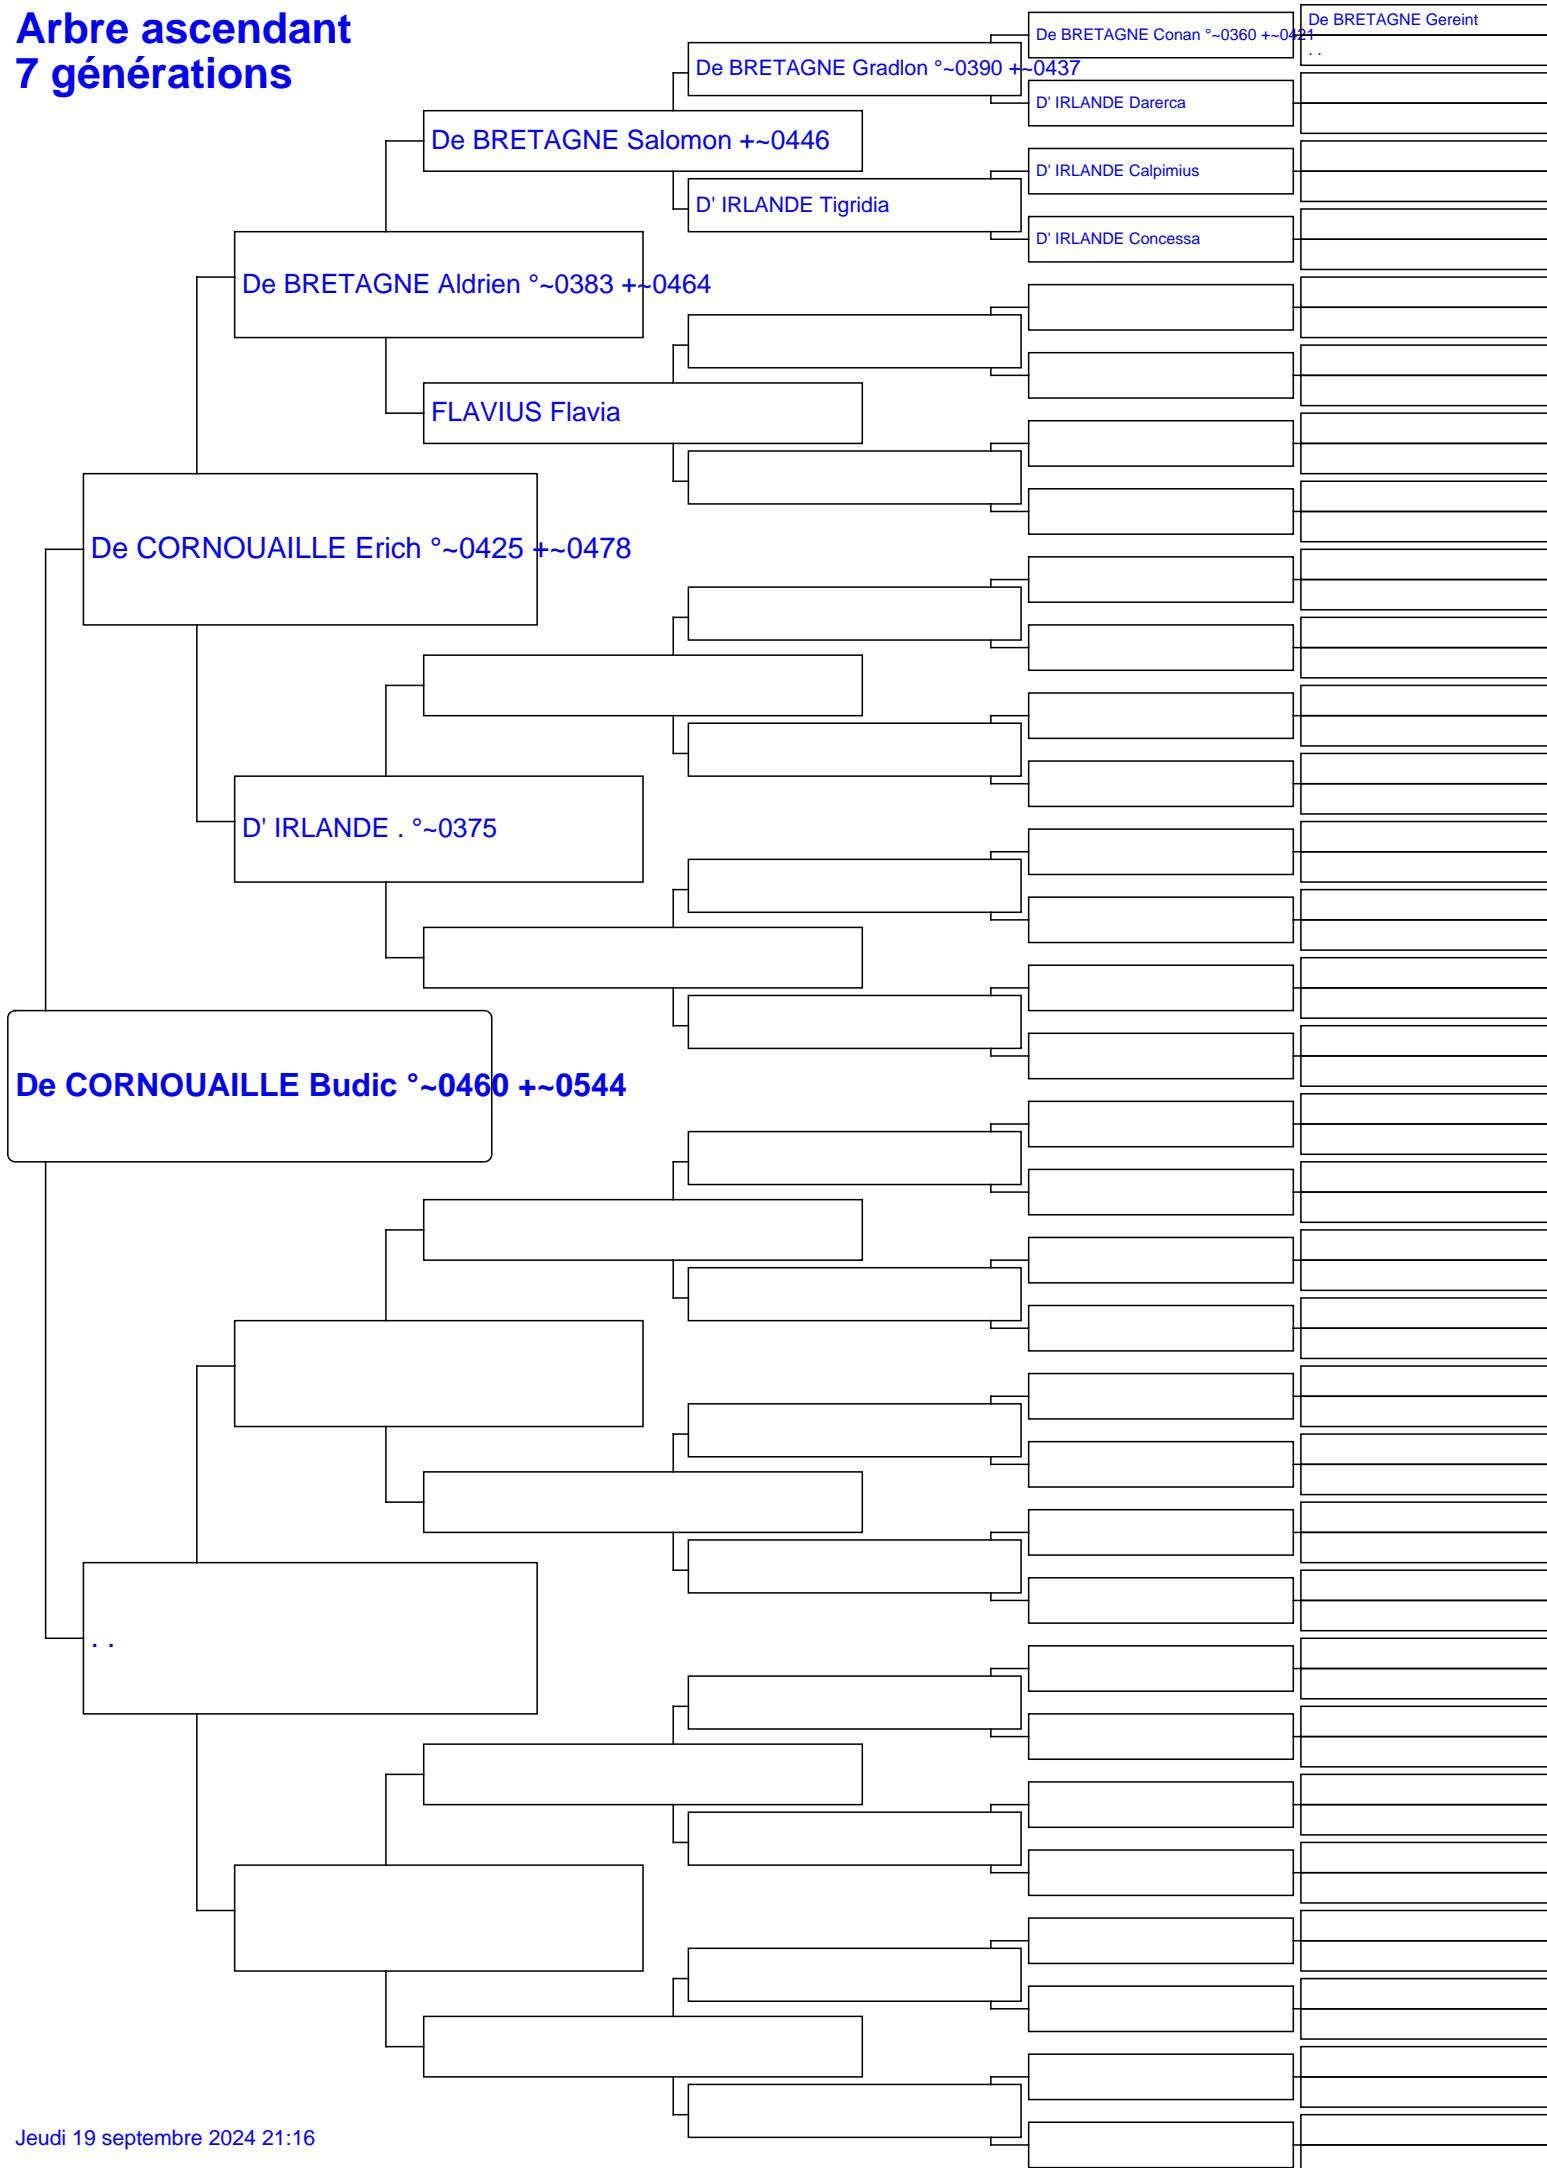 Arbre ascendant
7 générations
De BRETAGNE Gereint
. .
De BRETAGNE Conan °~0360 +~0421
De BRETAGNE Gradlon °~0390 +~0437
D' IRLANDE Darerca
De BRETAGNE Salomon +~0446
D' IRLANDE Calpimius
D' IRLANDE Tigridia
D' IRLANDE Concessa
De BRETAGNE Aldrien °~0383 +~0464
FLAVIUS Flavia
De CORNOUAILLE Erich °~0425 +~0478
D' IRLANDE . °~0375
De CORNOUAILLE Budic °~0460 +~0544
. .
Jeudi 19 septembre 2024 21:16